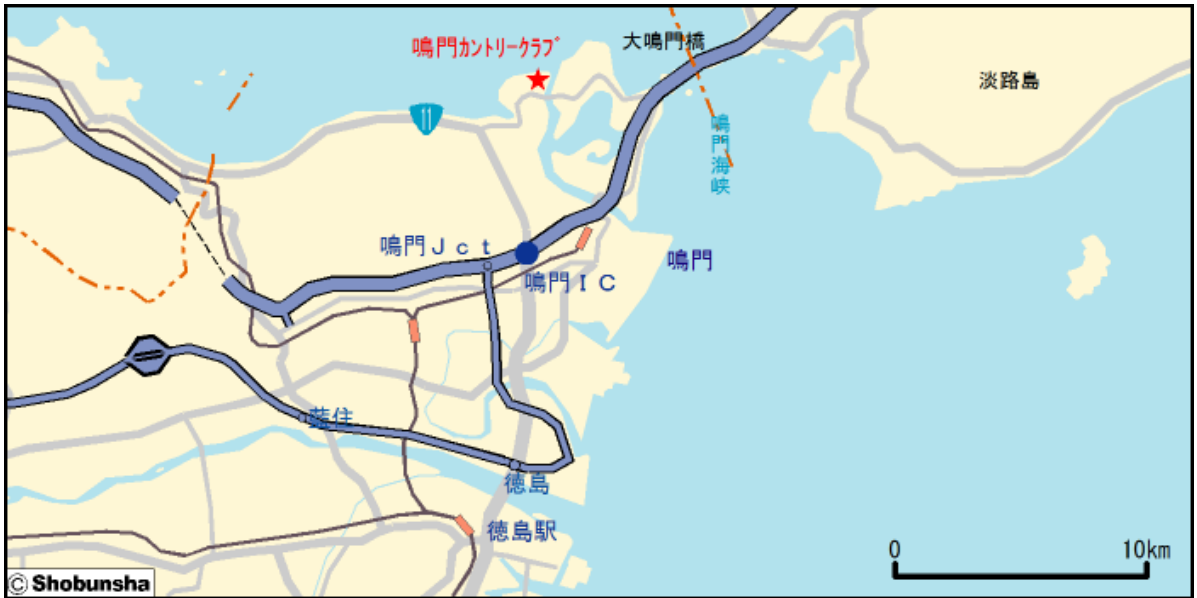 鳴門ｶﾝﾄﾘｰｸﾗﾌﾞ
大鳴門橋
淡路島
11
鳴門海峡
鳴門Ｊｃｔ
鳴門
鳴門ＩＣ
藍住
徳島
徳島駅
0 10km
© Shobunsha